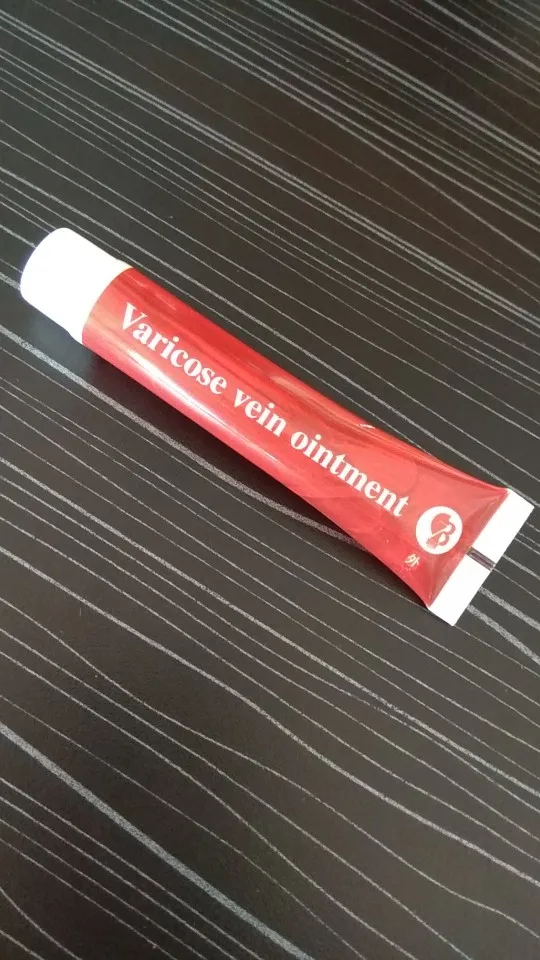 Varicose vein ointment
外